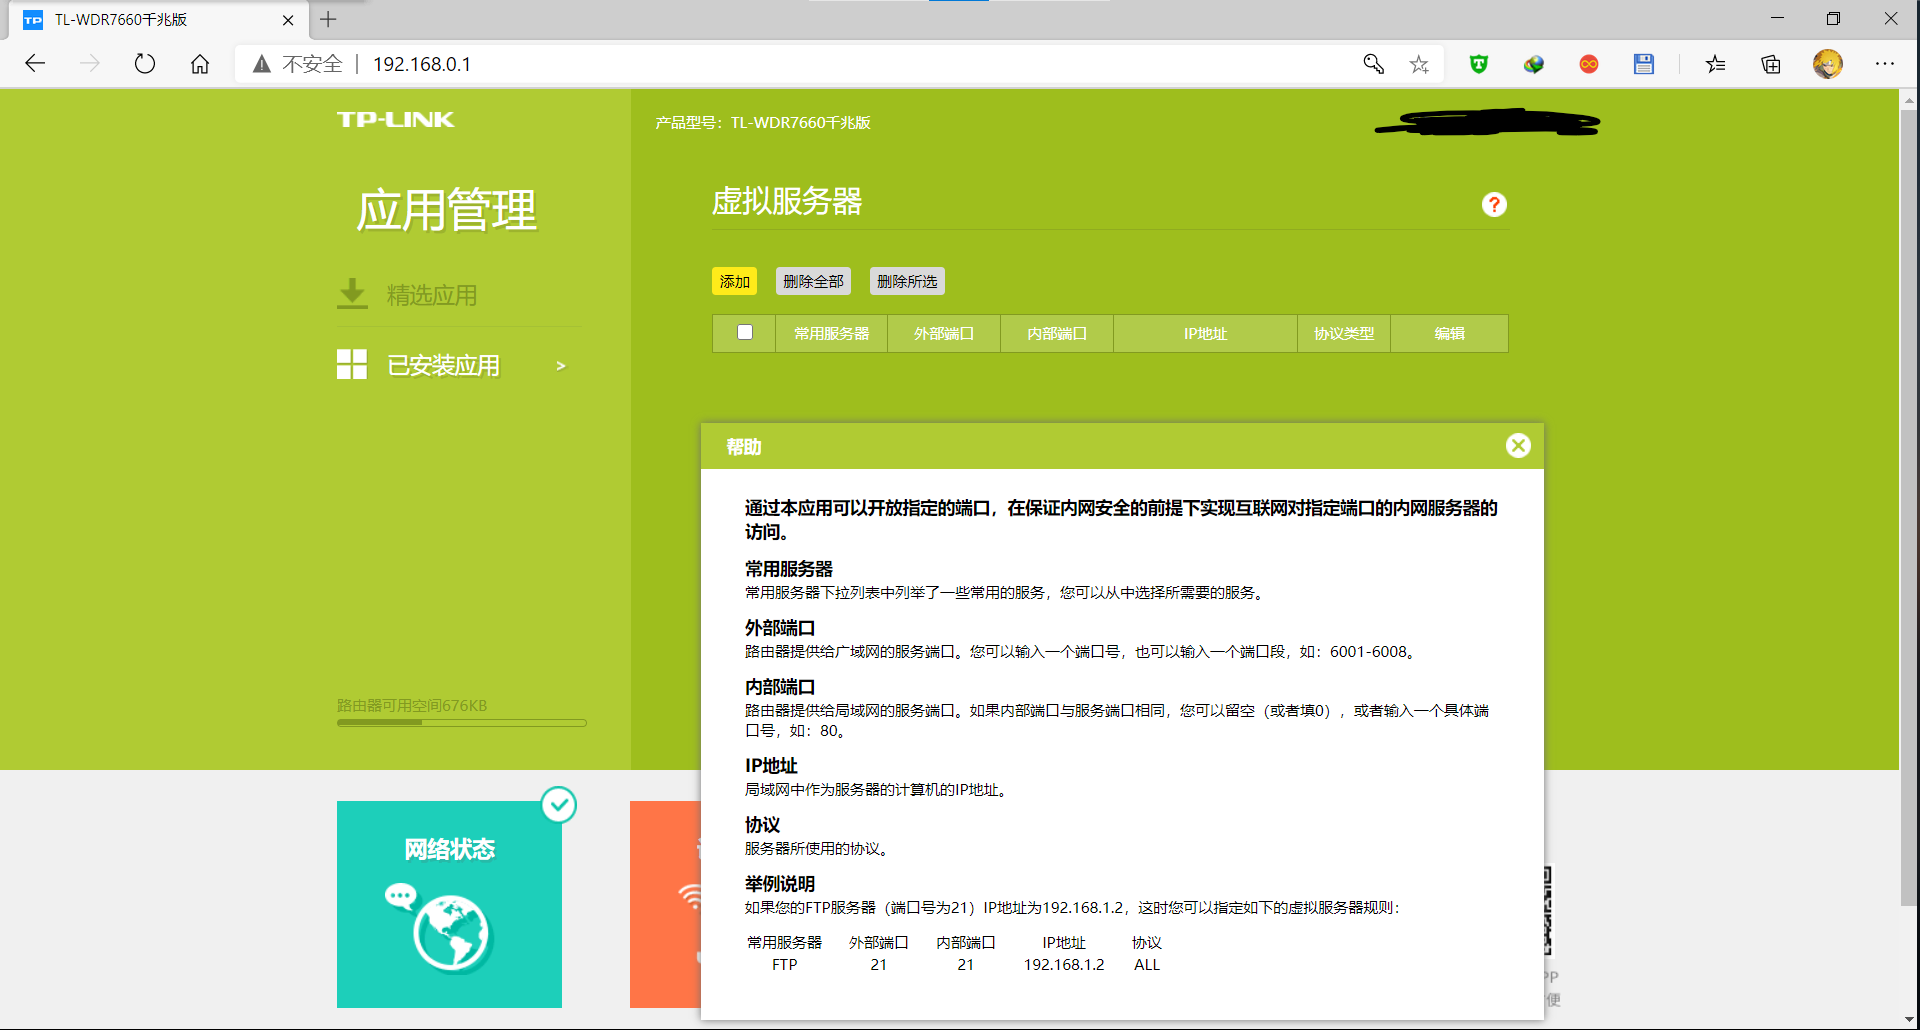 TP TL-WDR7660千兆版
不安全 | 192.168.0.1
TP-LINK
产品型号：TL-WDR7660千兆版
应用管理
精选应用
已安装应用 >
路由器可用空间676KB
虚拟服务器
?
添加 删除全部 删除所选
常用服务器 外部端口 内部端口 IP地址 协议类型 编辑
帮助
通过本应用可以开放指定的端口，在保证内网安全的前提下实现互联网对指定端口的内网服务器的
访问。
常用服务器
常用服务器下拉列表中列举了一些常用的服务，您可以从中选择所需要的服务。
外部端口
路由器提供给广域网的服务端口。您可以输入一个端口号，也可以输入一个端口段，如：6001-6008。
内部端口
路由器提供给局域网的服务端口。如果内部端口与服务端口相同，您可以留空（或者填0），或者输入一个具体端
口号，如：80。
IP地址
局域网中作为服务器的计算机的IP地址。
协议
服务器所使用的协议。
举例说明
如果您的FTP服务器（端口号为21）IP地址为192.168.1.2，这时您可以指定如下的虚拟服务器规则：
常用服务器 外部端口 内部端口 IP地址 协议
FTP 21 21 192.168.1.2 ALL
网络状态
PP
便